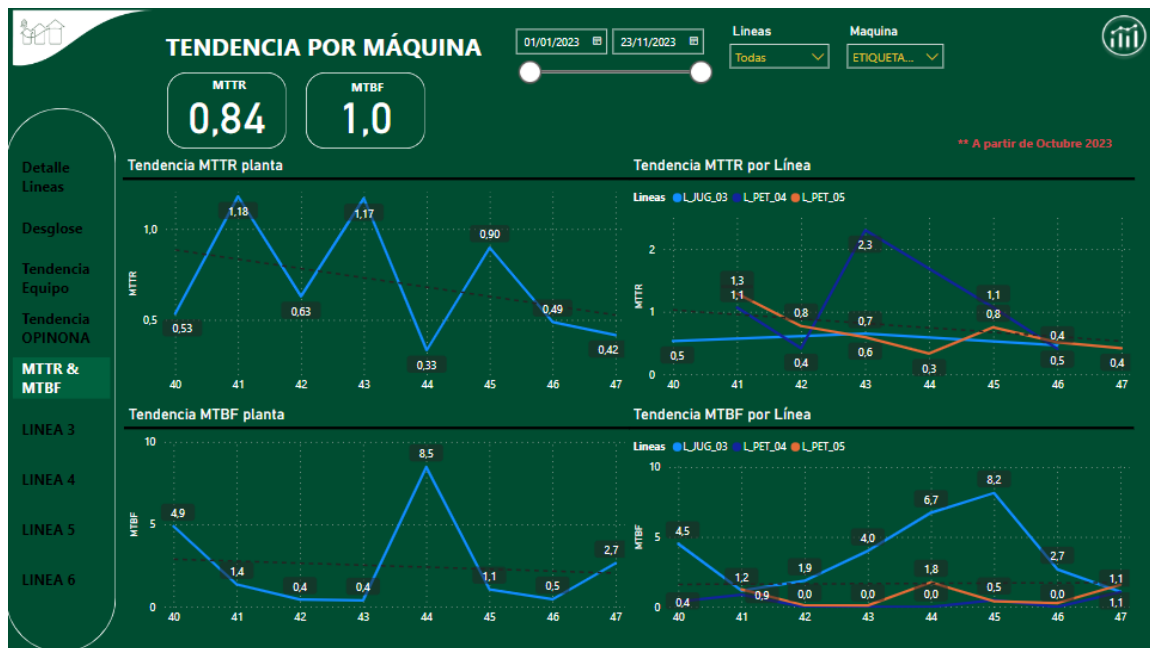 TENDENCIA POR MÁQUINA
01/01/2023
23/11/2023
Lineas
Todas
Maquina
ETIQUETA...
MTTR
0,84
MTBF
1,0
** A partir de Octubre 2023
Detalle
Lineas
Desglose
Tendencia
Equipo
Tendencia
OPINONA
MTTR &
MTBF
LINEA 3
LINEA 4
LINEA 5
LINEA 6
Tendencia MTTR planta
MTTR
1,0
0,5
0,53
1,18
0,63
1,17
0,33
0,90
0,49
0,42
40 41 42 43 44 45 46 47
Tendencia MTTR por Línea
Lineas L_JUG_03 L_PET_04 L_PET_05
MTTR
2
1
0
0,5
1,3
1,1
0,8
0,4
2,3
0,7
0,6
0,3
1,1
0,8
0,4
0,5
0,4
40 41 42 43 44 45 46 47
Tendencia MTBF planta
MTBF
10
5
0
4,9
1,4
0,4
0,4
8,5
1,1
0,5
2,7
40 41 42 43 44 45 46 47
Tendencia MTBF por Línea
Lineas L_JUG_03 L_PET_04 L_PET_05
MTBF
10
5
0
4,5
0,4
1,2
0,9
1,9
0,0
4,0
0,0
6,7
1,8
0,0
8,2
0,5
2,7
0,0
1,1
1,1
40 41 42 43 44 45 46 47